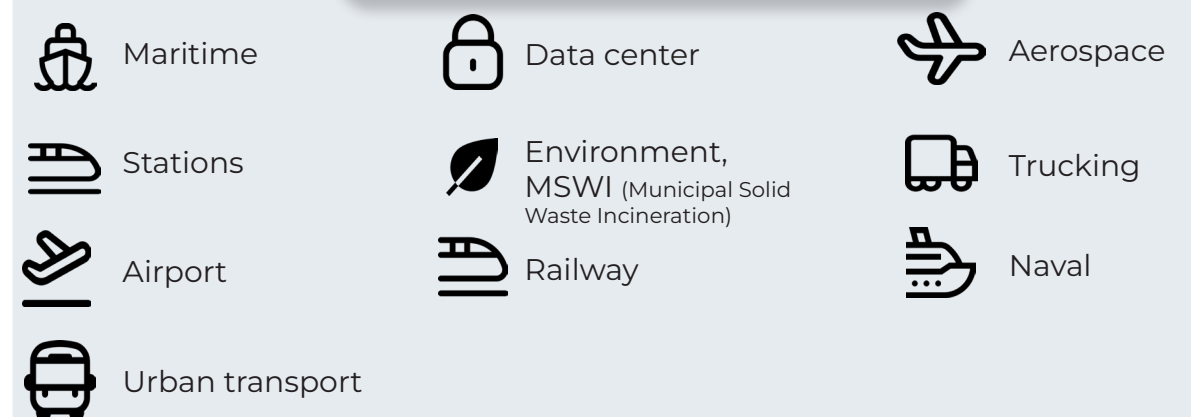 Maritime
Stations
Airport
Urban transport
Data center
Environment,
MSWI (Municipal Solid
Waste Incineration)
Railway
Aerospace
Trucking
Naval